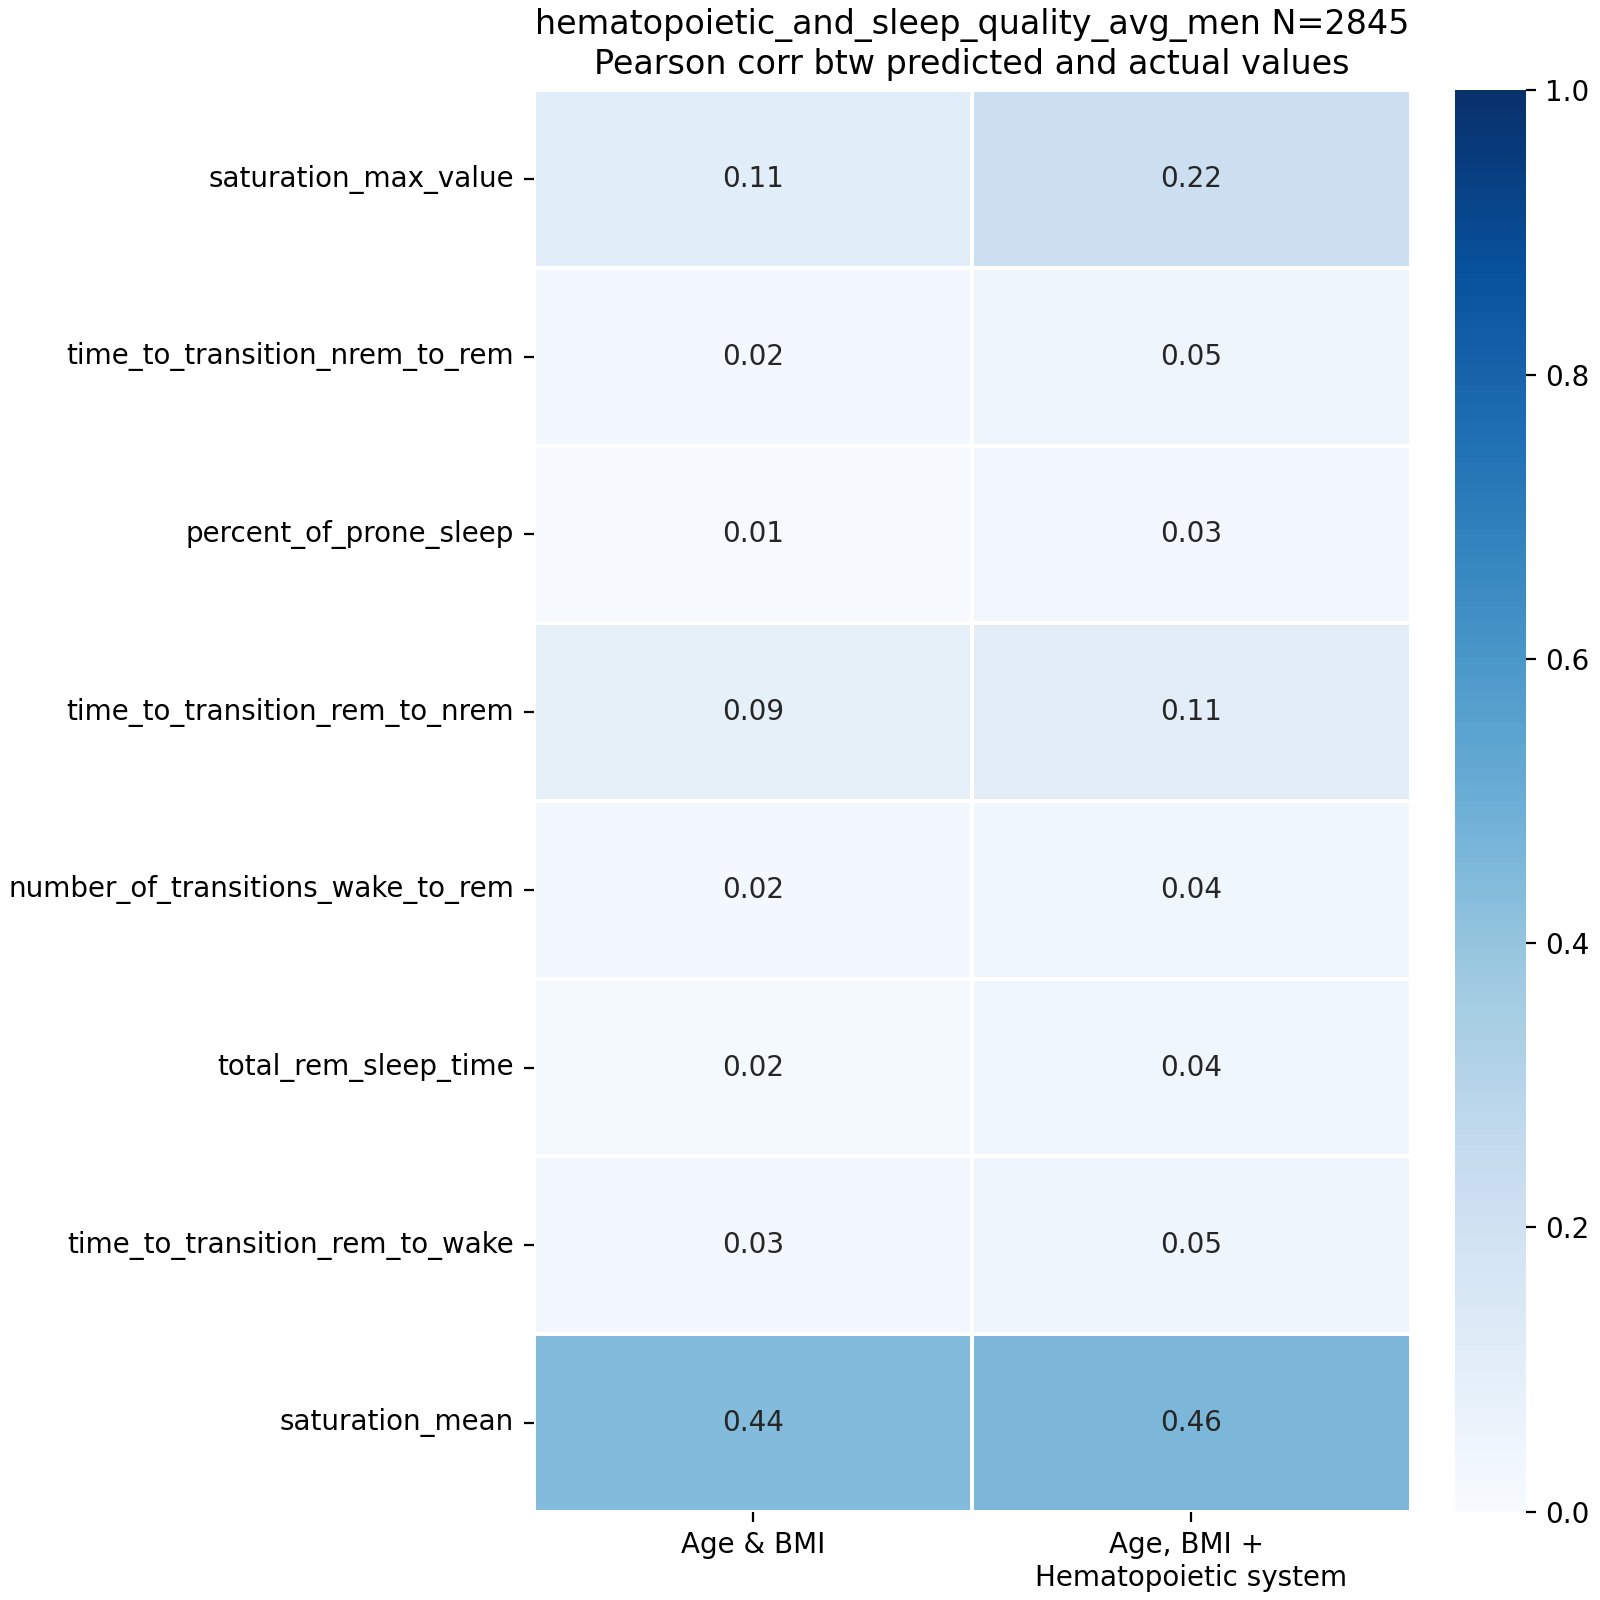 hematopoietic_and_sleep_quality_avg_men N=2845
Pearson corr btw predicted and actual values
saturation_max_value 0.11 0.22
time_to_transition_nrem_to_rem 0.02 0.05
percent_of_prone_sleep 0.01 0.03
time_to_transition_rem_to_nrem 0.09 0.11
number_of_transitions_wake_to_rem 0.02 0.04
total_rem_sleep_time 0.02 0.04
time_to_transition_rem_to_wake 0.03 0.05
saturation_mean 0.44 0.46
Age & BMI
Age, BMI +
Hematopoietic system
1.0
0.8
0.6
0.4
0.2
0.0